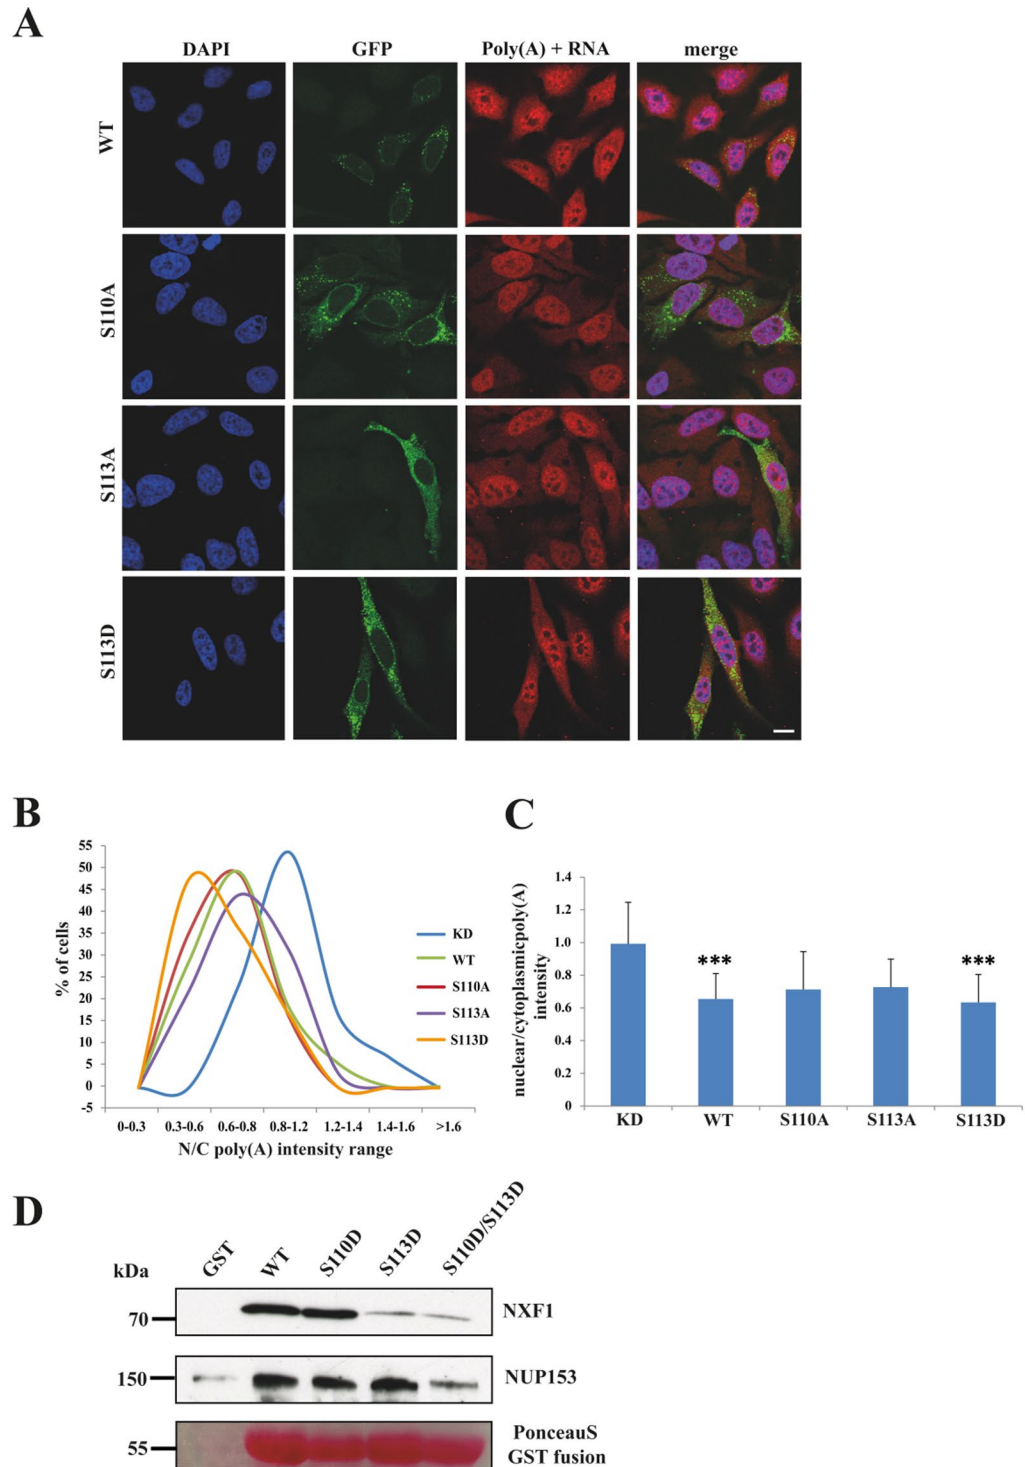 A
DAPI GFP Poly(A) + RNA merge
WT
S110A
S113A
S113D
B
55
50
45
40
35
30
25
20
15
10
5
0
-5
% of cells
KD
WT
S110A
S113A
S113D
0-0.3 0.3-0.6 0.6-0.8 0.8-1.2 1.2-1.4 1.4-1.6 >1.6
N/C poly(A) intensity range
C
1.4
1.2
1.0
0.8
0.6
0.4
0.2
0
nuclear/cytoplasmicpoly(A)
intensity
*** ***
KD WT S110A S113A S113D
D
kDa GST WT S110D S113D S110D/S113D
70 NXF1
150 NUP153
55 PonceauS
GST fusion